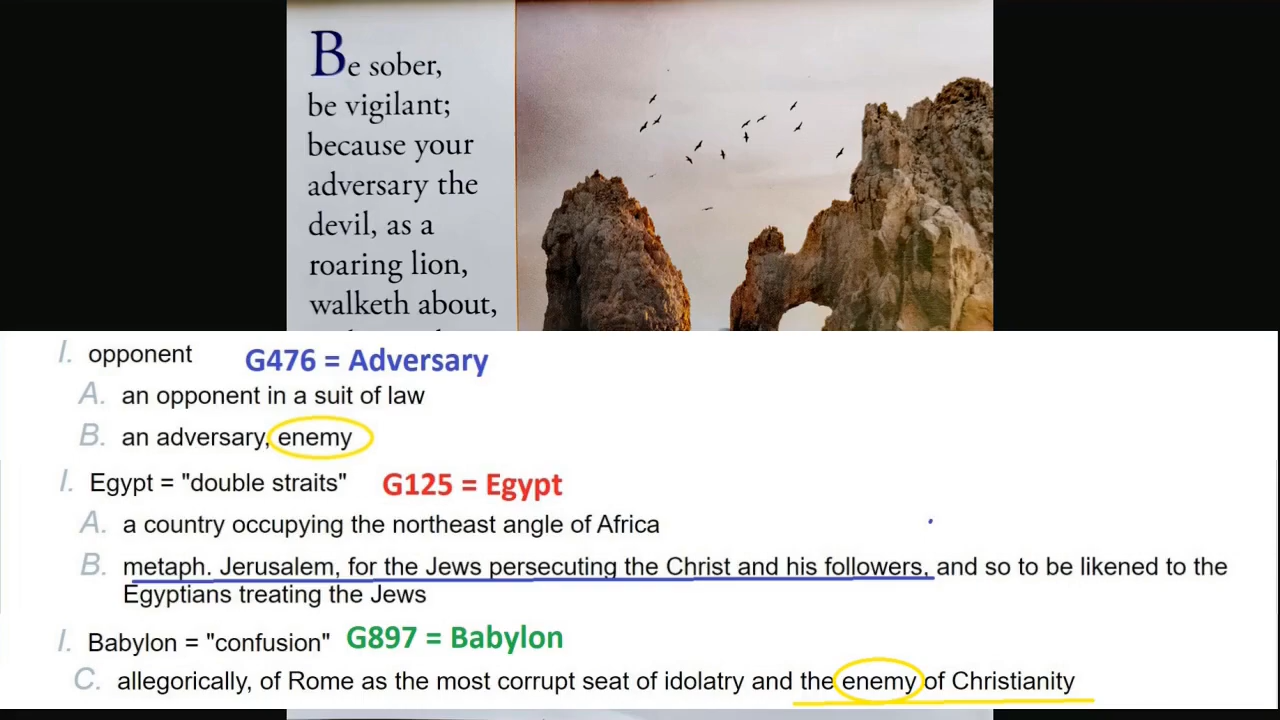 Be sober,
be vigilant;
because your
adversary the
devil, as a
roaring lion,
walketh about,
I. opponent G476 = Adversary
A. an opponent in a suit of law
B. an adversary, enemy
I. Egypt = "double straits" G125 = Egypt
A. a country occupying the northeast angle of Africa
B. metaph. Jerusalem, for the Jews persecuting the Christ and his followers, and so to be likened to the
Egyptians treating the Jews
I. Babylon = "confusion" G897 = Babylon
C. allegorically, of Rome as the most corrupt seat of idolatry and the enemy of Christianity